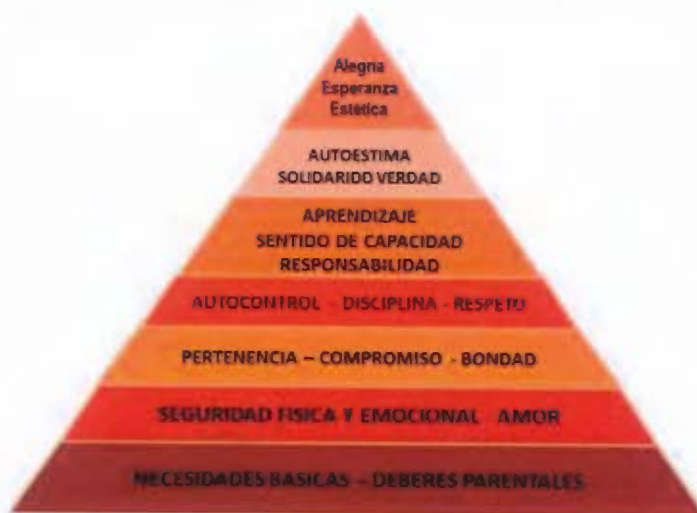 Alegria
Esperanza
Estética
AUTOESTIMA
SOLIDARIDO VERDAD
APRENDIZAJE
SENTIDO DE CAPACIDAD
RESPONSABILIDAD
AUTOCONTROL – DISCIPLINA - RESPETO
PERTENENCIA – COMPROMISO - BONDAD
SEGURIDAD FISICA Y EMOCIONAL AMOR
NECESIDADES BASICAS – DEBERES PARENTALES